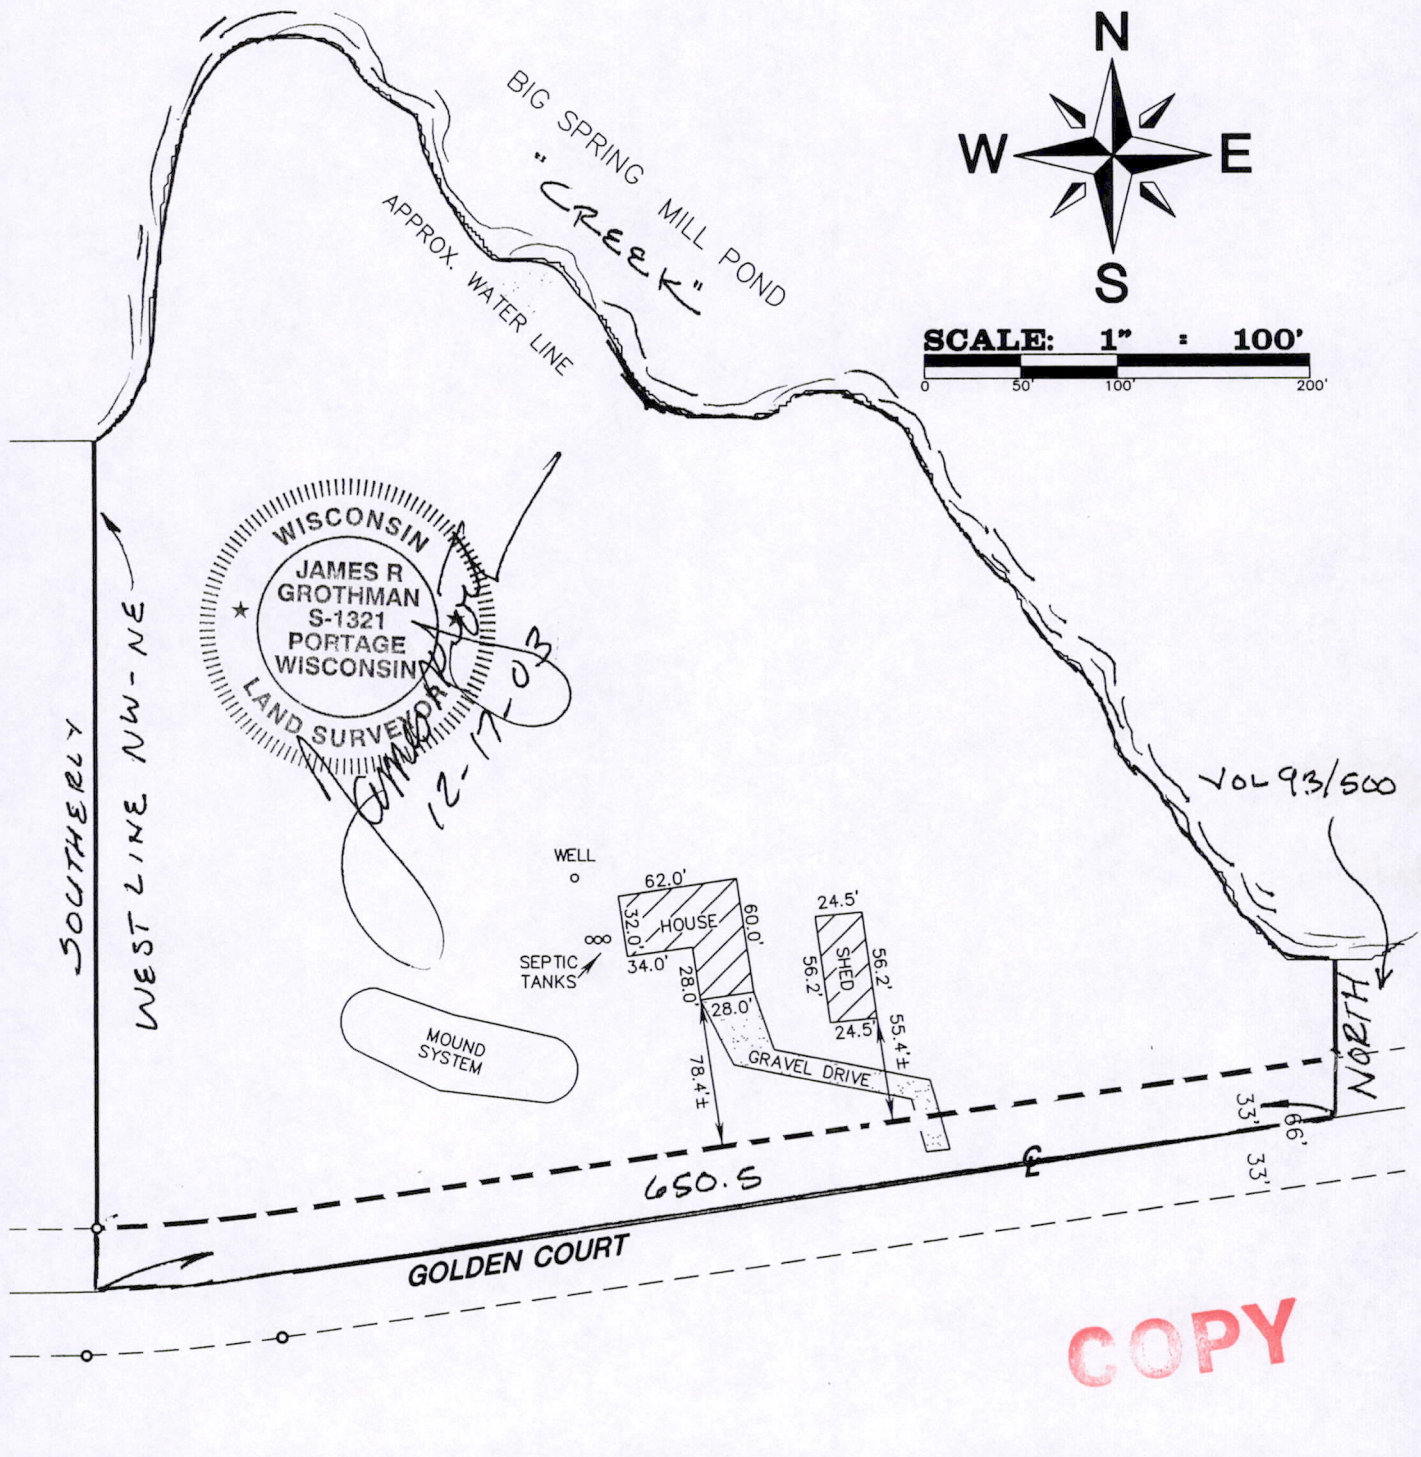 N
W E
S
SCALE: 1" = 100'
0 50' 100' 200'
BIG SPRING MILL POND
"CREEK"
APPROX. WATER LINE
WISCONSIN
JAMES R
GROTHMAN
S-1321
PORTAGE
WISCONSIN
LAND SURVEYOR
12-17-03
SOUTHERLY
WEST LINE NW-NE
VOL 93/500
NORTH
WELL
62.0'
HOUSE
32.0'
60.0'
34.0'
28.0'
28.0'
SEPTIC
TANKS
24.5'
SHED
56.2'
56.2'
24.5'
55.4'±
78.4'±
MOUND
SYSTEM
GRAVEL DRIVE
33'
66'
33'
650.5
GOLDEN COURT
COPY